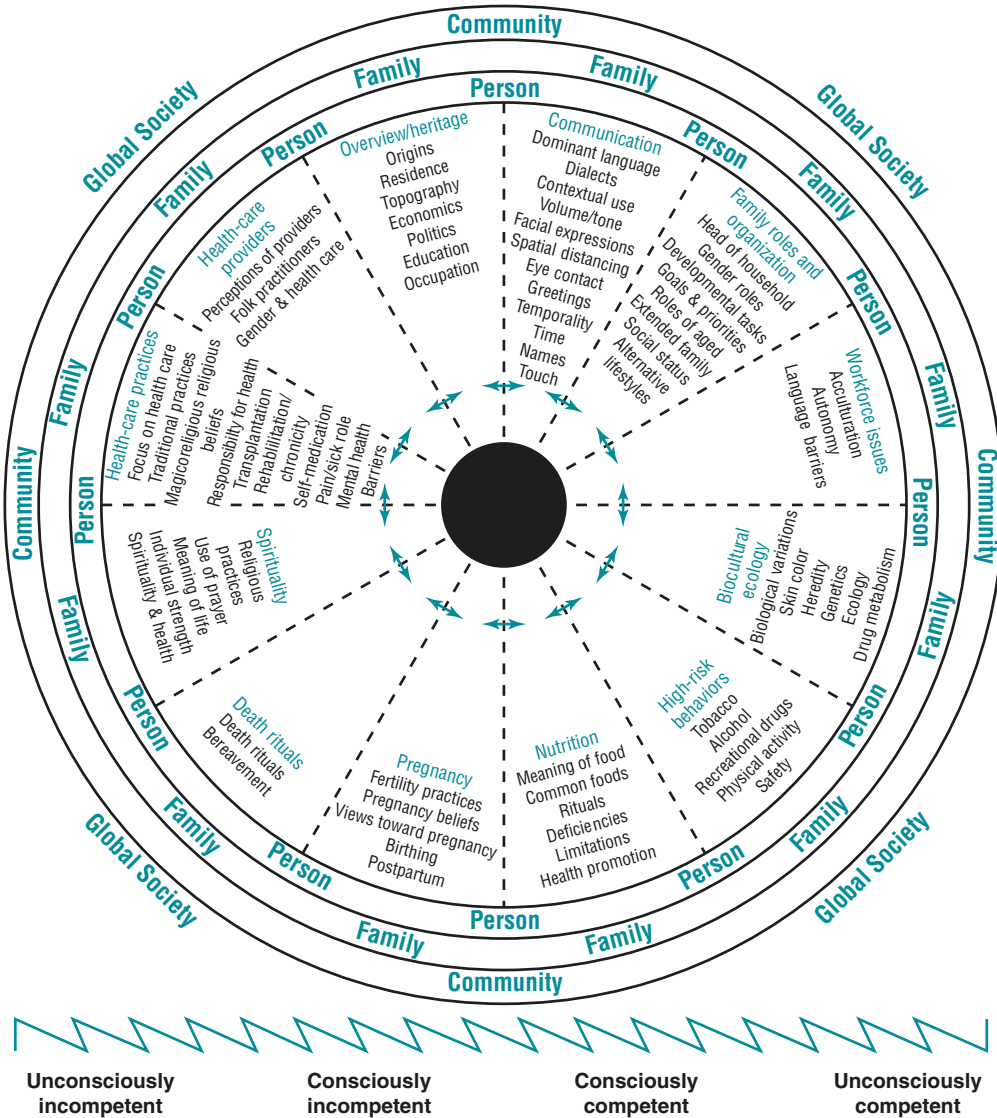 Community
Family
Family
Person
Global Society
Global Society
Person
Person
Family
Family
Person
Person
Family
Family
Community
Community
Person
Person
Family
Family
Person
Person
Family
Family
Person
Person
Global Society
Global Society
Person
Family
Family
Community
Overview/heritage
Origins
Residence
Topography
Economics
Politics
Education
Occupation
Communication
Dominant language
Dialects
Contextual use
Volume/tone
Facial expressions
Spatial distancing
Eye contact
Greetings
Temporality
Time
Names
Touch
Family roles and
organization
Head of household
Gender roles
Developmental tasks
Goals & priorities
Roles of aged
Extended family
Social status
Alternative
lifestyles
Workforce issues
Acculturation
Autonomy
Language barriers
Biocultural
ecology
Biological variations
Skin color
Heredity
Genetics
Ecology
Drug metabolism
High-risk
behaviors
Tobacco
Alcohol
Recreational drugs
Physical activity
Safety
Nutrition
Meaning of food
Common foods
Rituals
Deficiencies
Limitations
Health promotion
Pregnancy
Fertility practices
Pregnancy beliefs
Views toward pregnancy
Birthing
Postpartum
Death rituals
Death rituals
Bereavement
Spirituality
Religious
practices
Use of prayer
Meaning of life
Individual strength
Spirituality & health
Health-care practices
Focus on health care
Traditional practices
Magicoreligious religious
beliefs
Responsibility for health
Transplantation
Rehabilitation/
chronicity
Self-medication
Pain/sick role
Mental health
Barriers
Health-care
providers
Perceptions of providers
Folk practitioners
Gender & health care
Unconsciously
incompetent
Consciously
incompetent
Consciously
competent
Unconsciously
competent